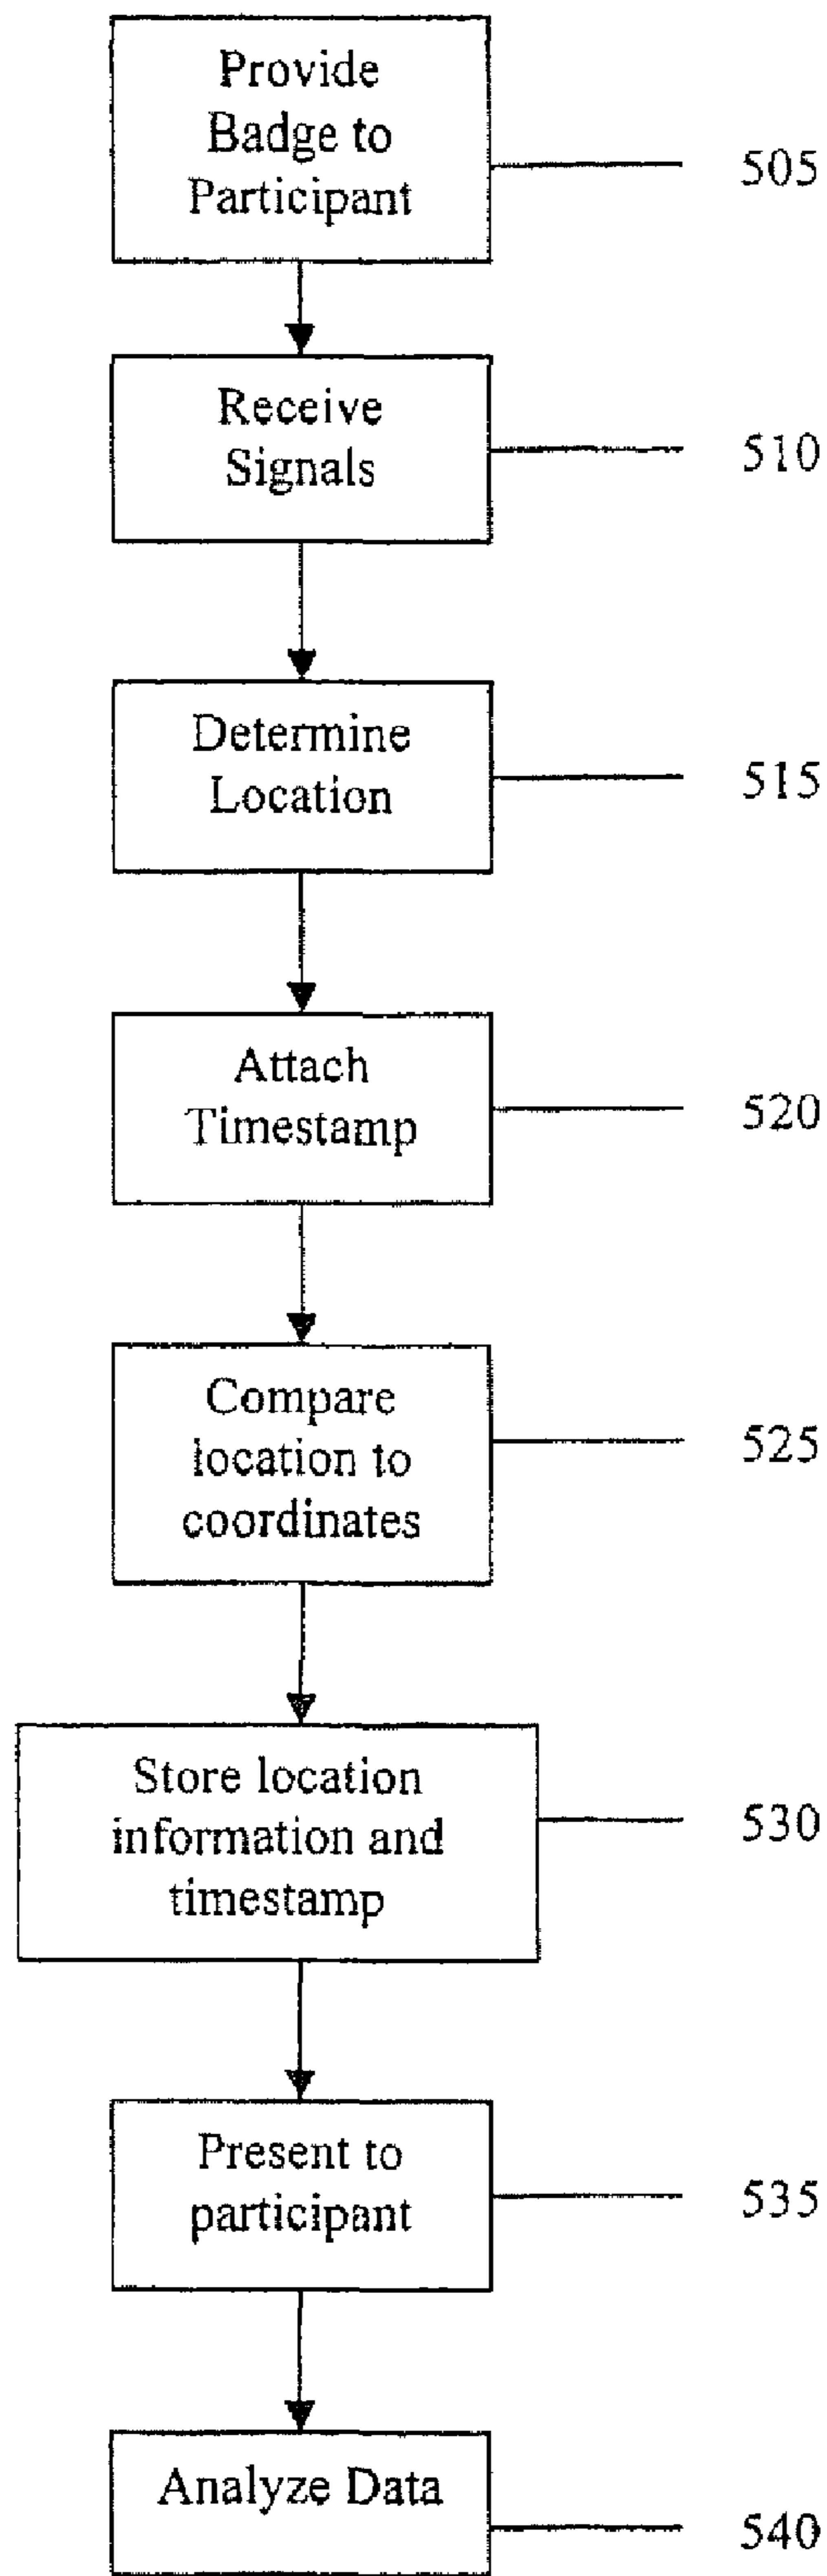 Provide
Badge to
Participant
505
Receive
Signals
510
Determine
Location
515
Attach
Timestamp
520
Compare
location to
coordinates
525
Store location
information and
timestamp
530
Present to
participant
535
Analyze Data
540